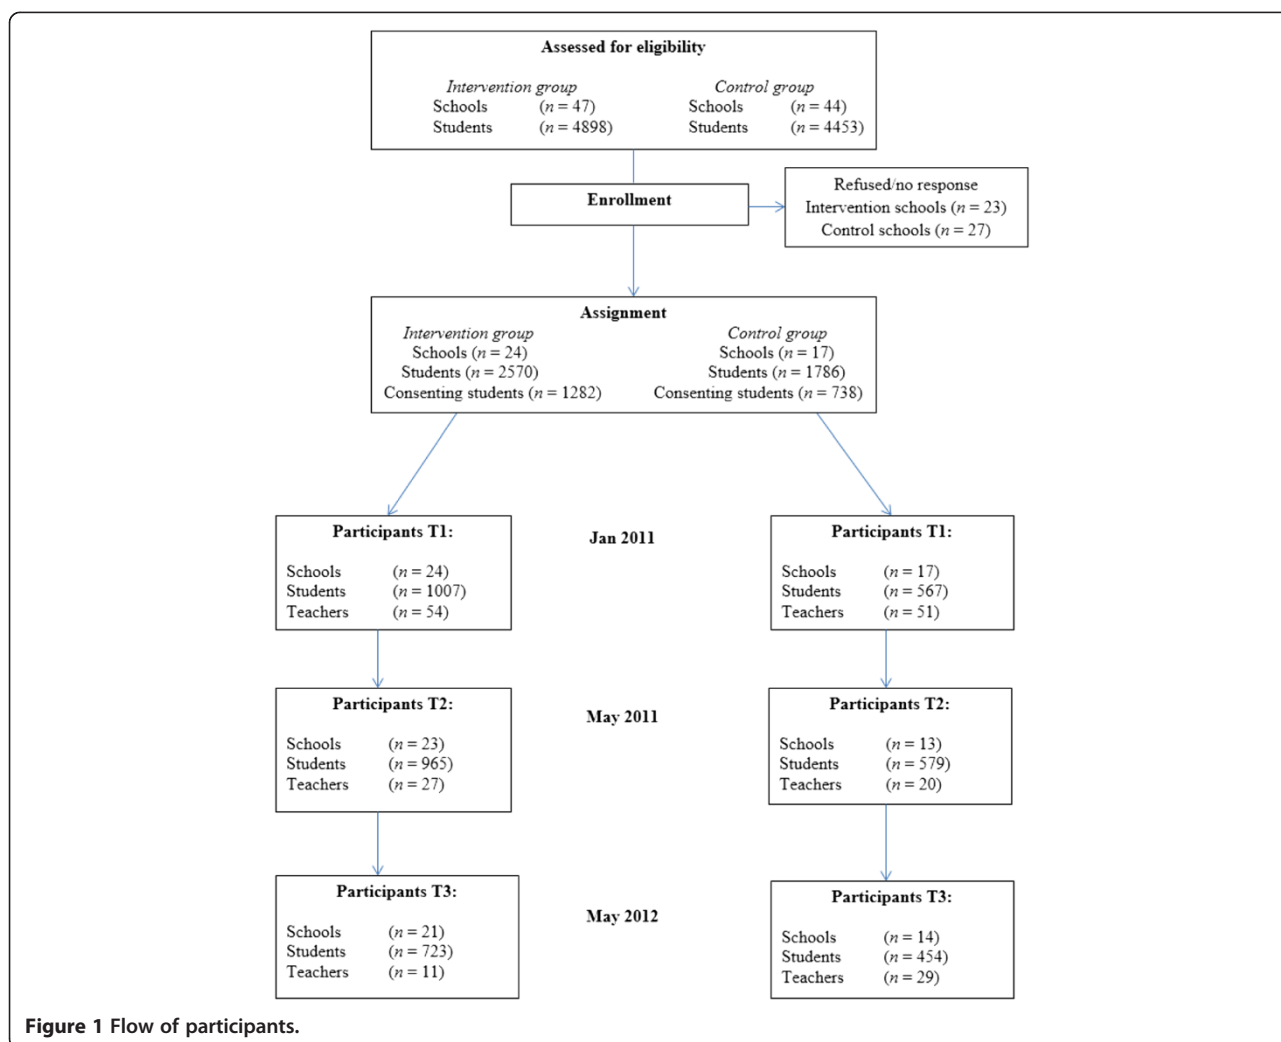 Assessed for eligibility
Intervention group Control group
Schools (n = 47) Schools (n = 44)
Students (n = 4898) Students (n = 4453)
Enrollment
Refused/no response
Intervention schools (n = 23)
Control schools (n = 27)
Assignment
Intervention group Control group
Schools (n = 24) Schools (n = 17)
Students (n = 2570) Students (n = 1786)
Consenting students (n = 1282) Consenting students (n = 738)
Participants T1:
Schools (n = 24)
Students (n = 1007)
Teachers (n = 54)
Jan 2011
Participants T1:
Schools (n = 17)
Students (n = 567)
Teachers (n = 51)
Participants T2:
Schools (n = 23)
Students (n = 965)
Teachers (n = 27)
May 2011
Participants T2:
Schools (n = 13)
Students (n = 579)
Teachers (n = 20)
Participants T3:
Schools (n = 21)
Students (n = 723)
Teachers (n = 11)
May 2012
Participants T3:
Schools (n = 14)
Students (n = 454)
Teachers (n = 29)
Figure 1 Flow of participants.